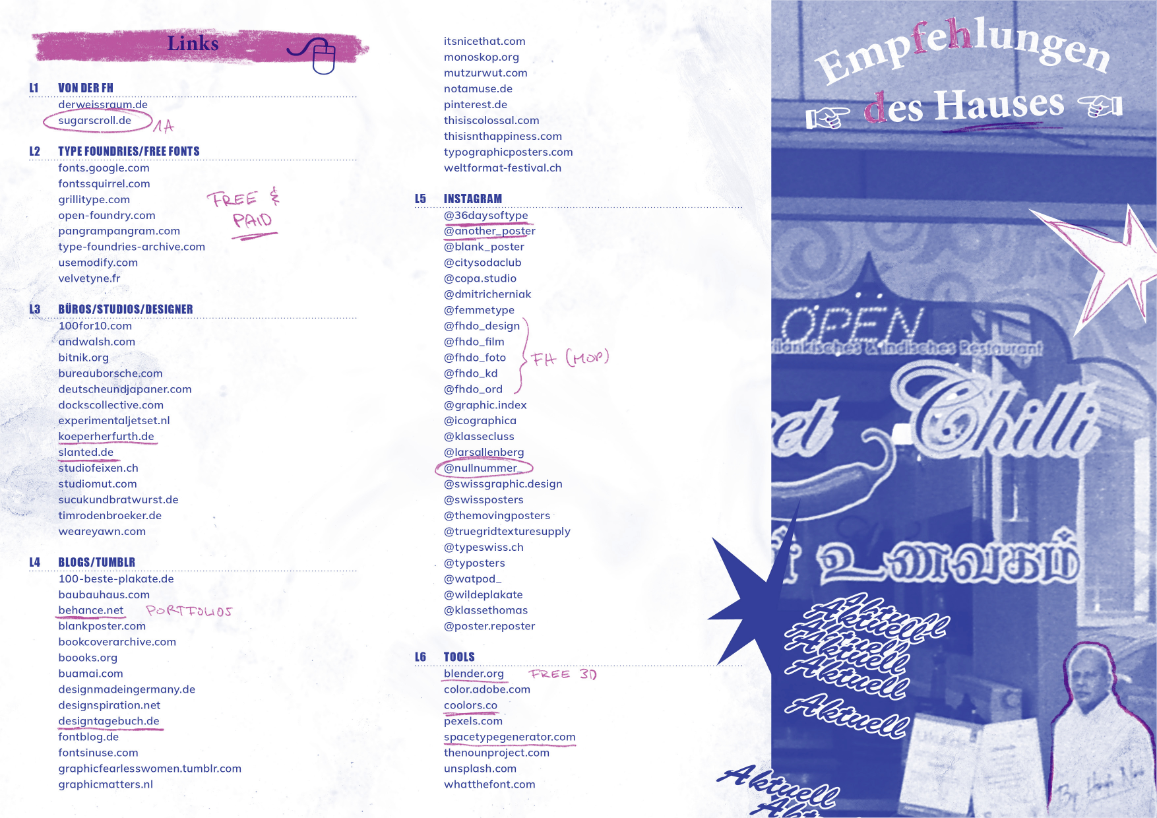 Links
L1 VON DER FH
derweissraum.de
sugarscroll.de 1A
L2 TYPE FOUNDRIES/FREE FONTS
fonts.google.com
fontssquirrel.com
grillitype.com
open-foundry.com
pangrampangram.com
type-foundries-archive.com
usemodify.com
velvetyne.fr
FREE &
PAID
L3 BÜROS/STUDIOS/DESIGNER
100for10.com
andwalsh.com
bitnik.org
bureauborsche.com
deutscheundjapaner.com
dockscollective.com
experimentaljetset.nl
koeperherfurth.de
slanted.de
studiofeixen.ch
studiomut.com
sucukundbratwurst.de
timrodenbroeker.de
weareyawn.com
L4 BLOGS/TUMBLR
100-beste-plakate.de
baubauhaus.com
behance.net PORTFOLIOS
blankposter.com
bookcoverarchive.com
boooks.org
buamai.com
designmadeingermany.de
designspiration.net
designtagebuch.de
fontblog.de
fontsinuse.com
graphicfearlesswomen.tumblr.com
graphicmatters.nl
itsnicethat.com
monoskop.org
mutzurwut.com
notamuse.de
pinterest.de
thisiscolossal.com
thisisnthappiness.com
typographicposters.com
weltformat-festival.ch
L5 INSTAGRAM
@36daysoftype
@another_poster
@blank_poster
@citysodaclub
@copa.studio
@dmitricherniak
@femmetype
@fhdo_design
@fhdo_film
@fhdo_foto FH (MOP)
@fhdo_kd
@fhdo_ord
@graphic.index
@icographica
@klassecluss
@larsallenberg
@nullnummer_
@swissgraphic.design
@swissposters
@themovingposters
@truegridtexturesupply
@typeswiss.ch
@typosters
@watpod_
@wildeplakate
@klassethomas
@poster.reposter
L6 TOOLS
blender.org FREE 3D
color.adobe.com
coolors.co
pexels.com
spacetypegenerator.com
thenounproject.com
unsplash.com
whatthefont.com
Empfehlungen
des Hauses
OPEN
Indisches Restaurant
Chilli
உணவகம்
Aktuell
Aktuell
Aktuell
Aktuell
Aktuell
Aktuell